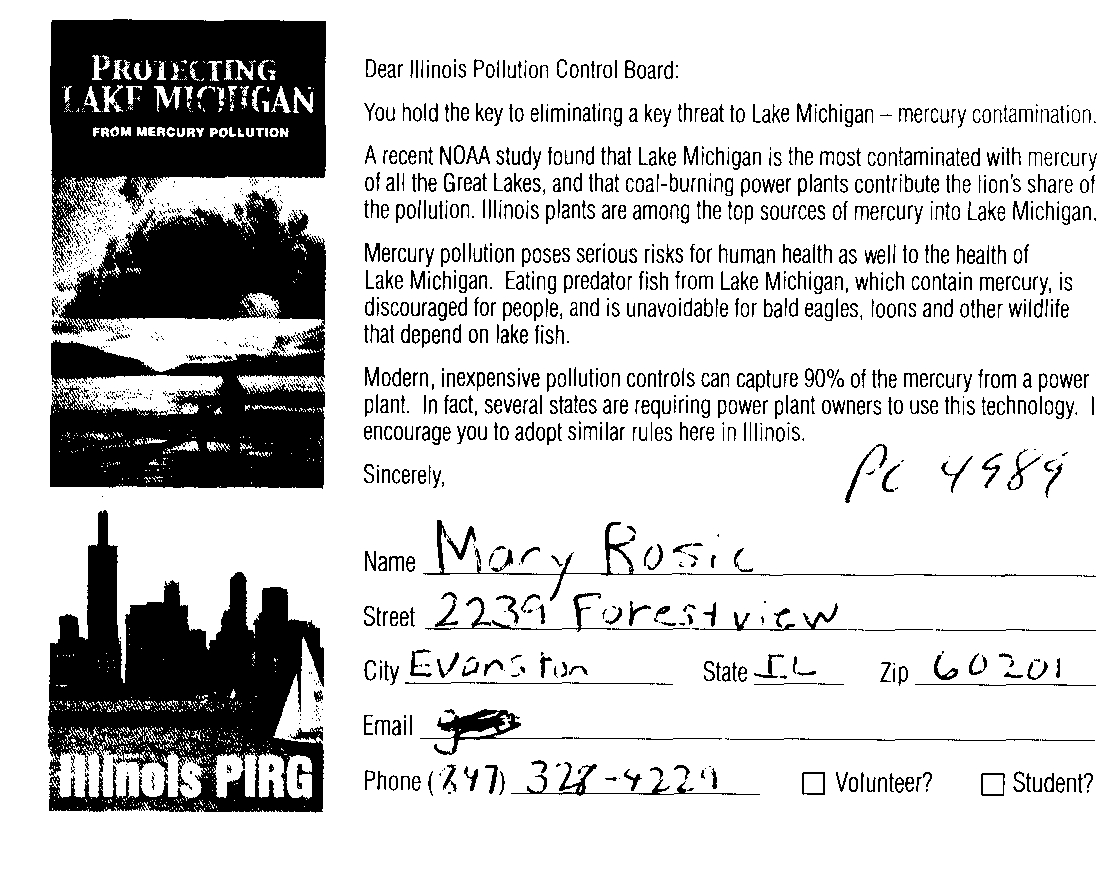 PROTECTING
LAKE MICHIGAN
FROM MERCURY POLLUTION
Dear Illinois Pollution Control Board:
You hold the key to eliminating a key threat to Lake Michigan – mercury contamination.
A recent NOAA study found that Lake Michigan is the most contaminated with mercury
of all the Great Lakes, and that coal-burning power plants contribute the lion's share of
the pollution. Illinois plants are among the top sources of mercury into Lake Michigan.
Mercury pollution poses serious risks for human health as well to the health of
Lake Michigan. Eating predator fish from Lake Michigan, which contain mercury, is
discouraged for people, and is unavoidable for bald eagles, loons and other wildlife
that depend on lake fish.
Modern, inexpensive pollution controls can capture 90% of the mercury from a power
plant. In fact, several states are requiring power plant owners to use this technology. I
encourage you to adopt similar rules here in Illinois.
Sincerely,
PC 4989
Name Mary Rosic
Street 2239 Forestview
City Evanston State IL Zip 60201
Email
Phone (847) 328-4229 Volunteer? Student?
Illinois PIRG